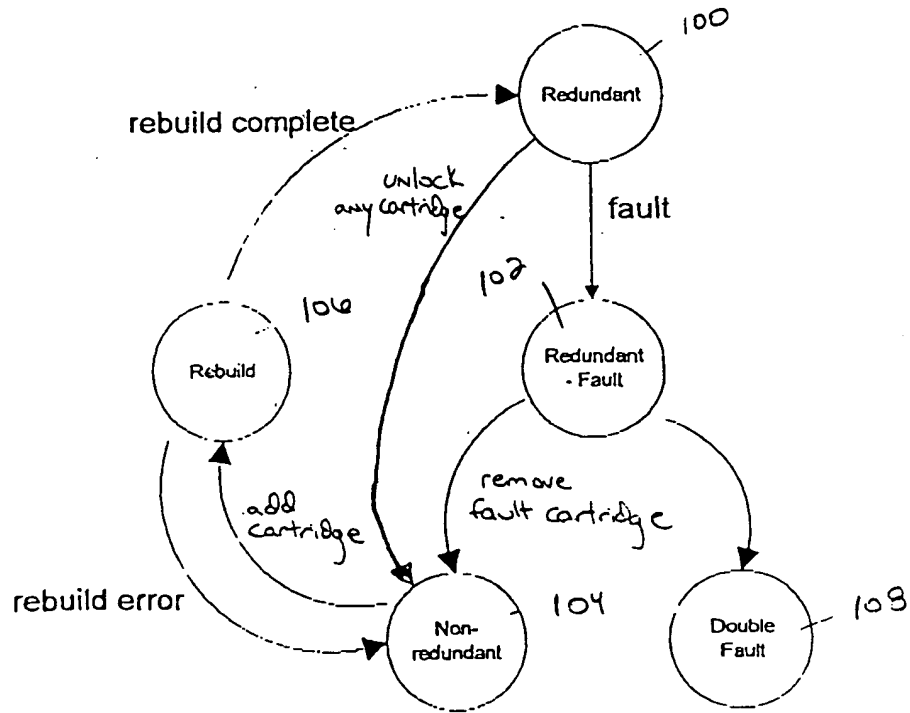 100
Redundant
rebuild complete
unlock
any cartridge
fault
102
106
Redundant
- Fault
Rebuild
remove
fault cartridge
add
cartridge
rebuild error
104
108
Non-
redundant
Double
Fault